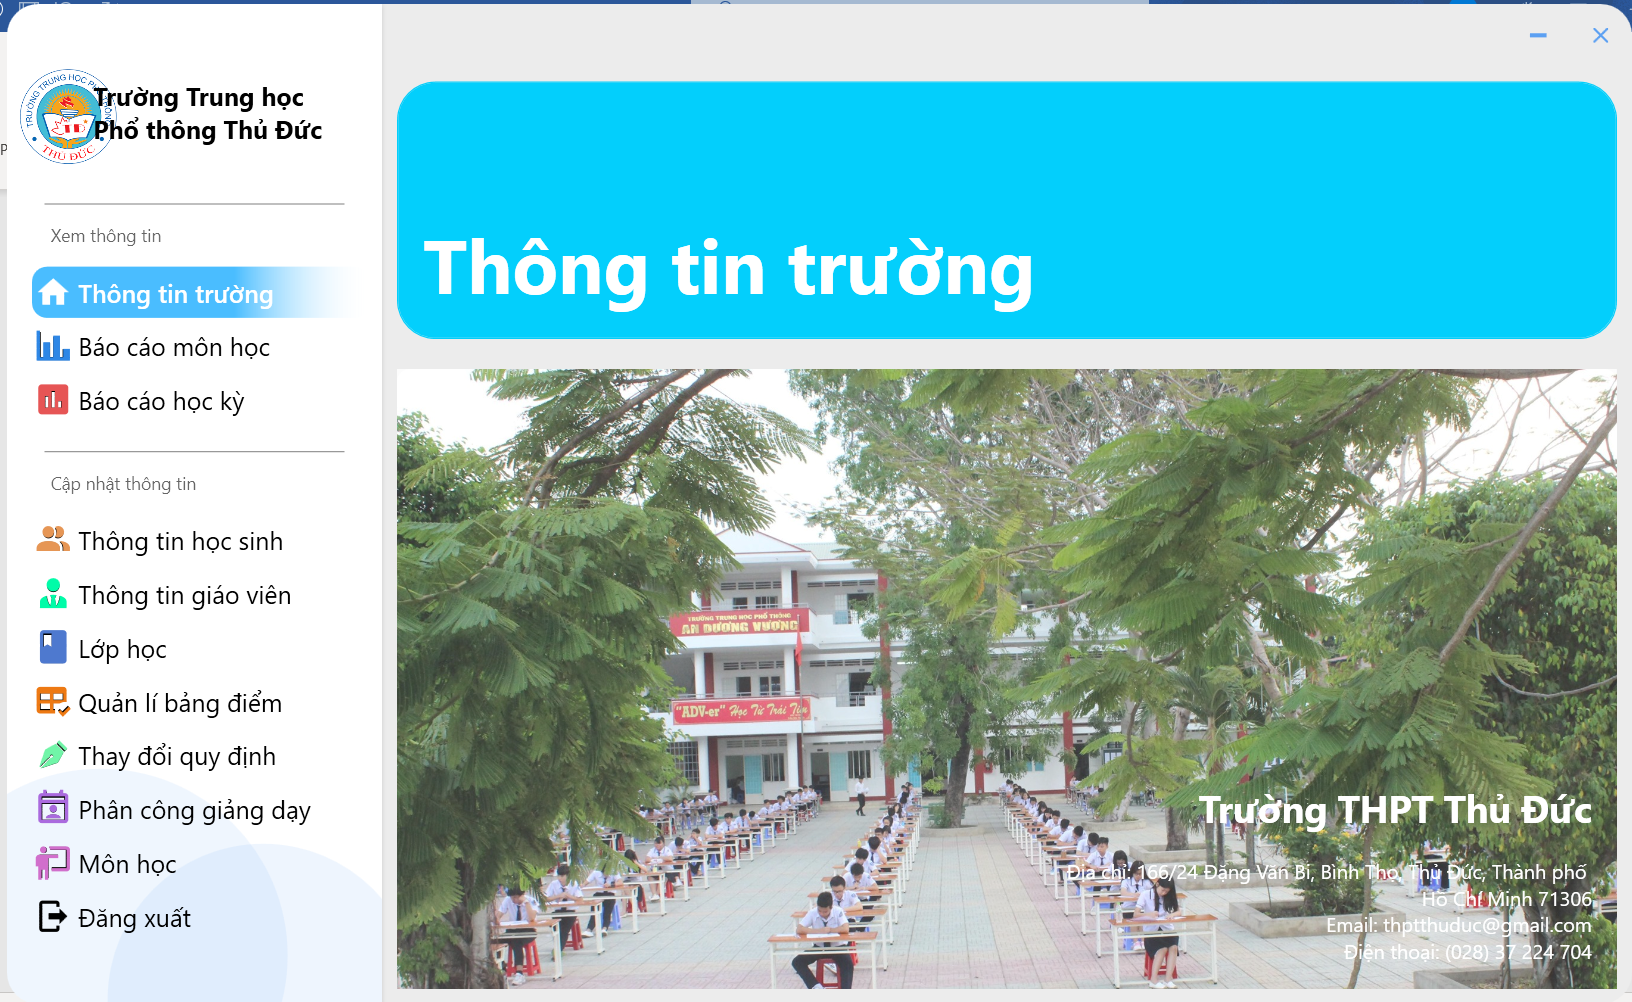 TRƯỜNG TRUNG HỌC PHỔ THÔNG
THỦ ĐỨC
Trường Trung học
Phổ thông Thủ Đức
Xem thông tin
Thông tin trường
Báo cáo môn học
Báo cáo học kỳ
Cập nhật thông tin
Thông tin học sinh
Thông tin giáo viên
Lớp học
Quản lí bảng điểm
Thay đổi quy định
Phân công giảng dạy
Môn học
Đăng xuất
Thông tin trường
TRƯỜNG TRUNG HỌC PHỔ THÔNG
AN DƯƠNG VƯƠNG
"ADV-er" Học Từ Trái Tim
Trường THPT Thủ Đức
Địa chỉ: 166/24 Đặng Văn Bi, Bình Thọ, Thủ Đức, Thành phố
Hồ Chí Minh 71306
Email: thptthuduc@gmail.com
Điện thoại: (028) 37 224 704